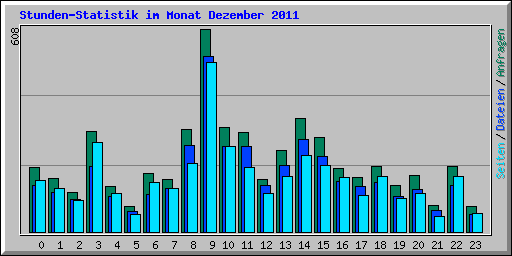 Stunden-Statistik im Monat Dezember 2011
608
Seiten / Dateien / Anfragen
0 1 2 3 4 5 6 7 8 9 10 11 12 13 14 15 16 17 18 19 20 21 22 23